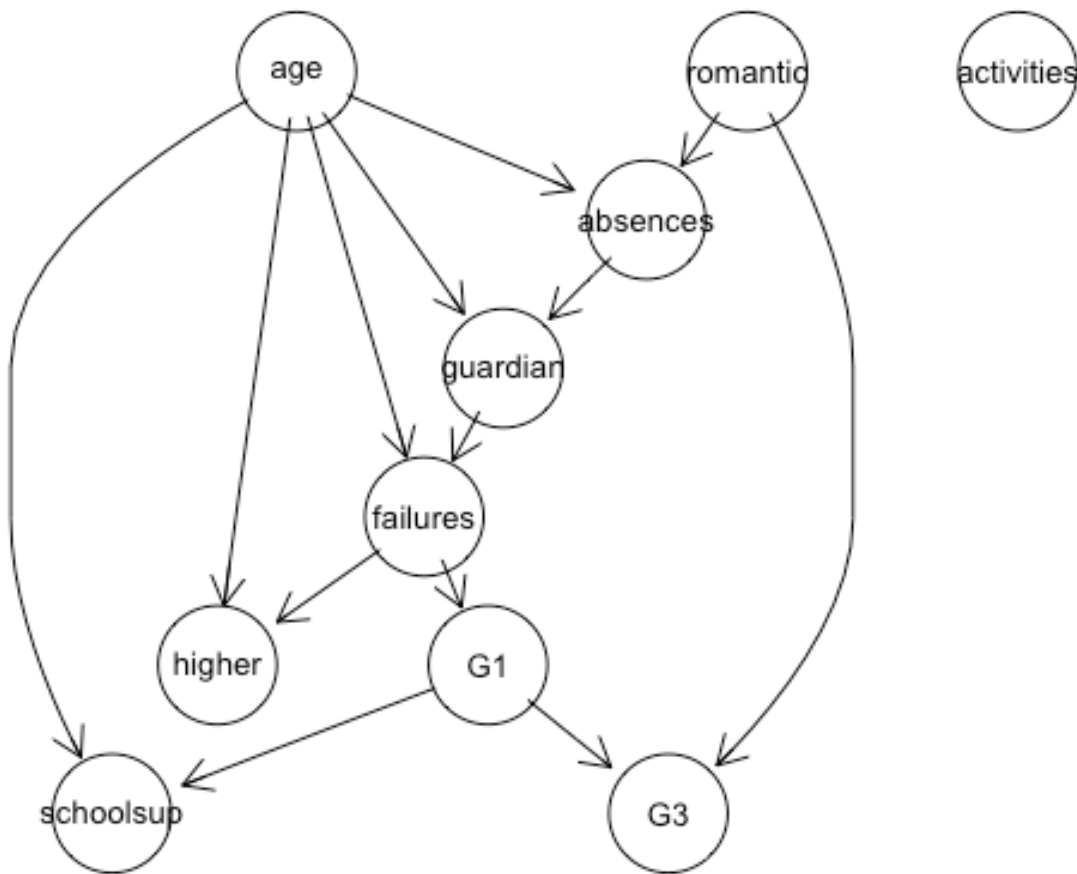 age
romantic
activities
absences
guardian
failures
higher
G1
schoolsup
G3